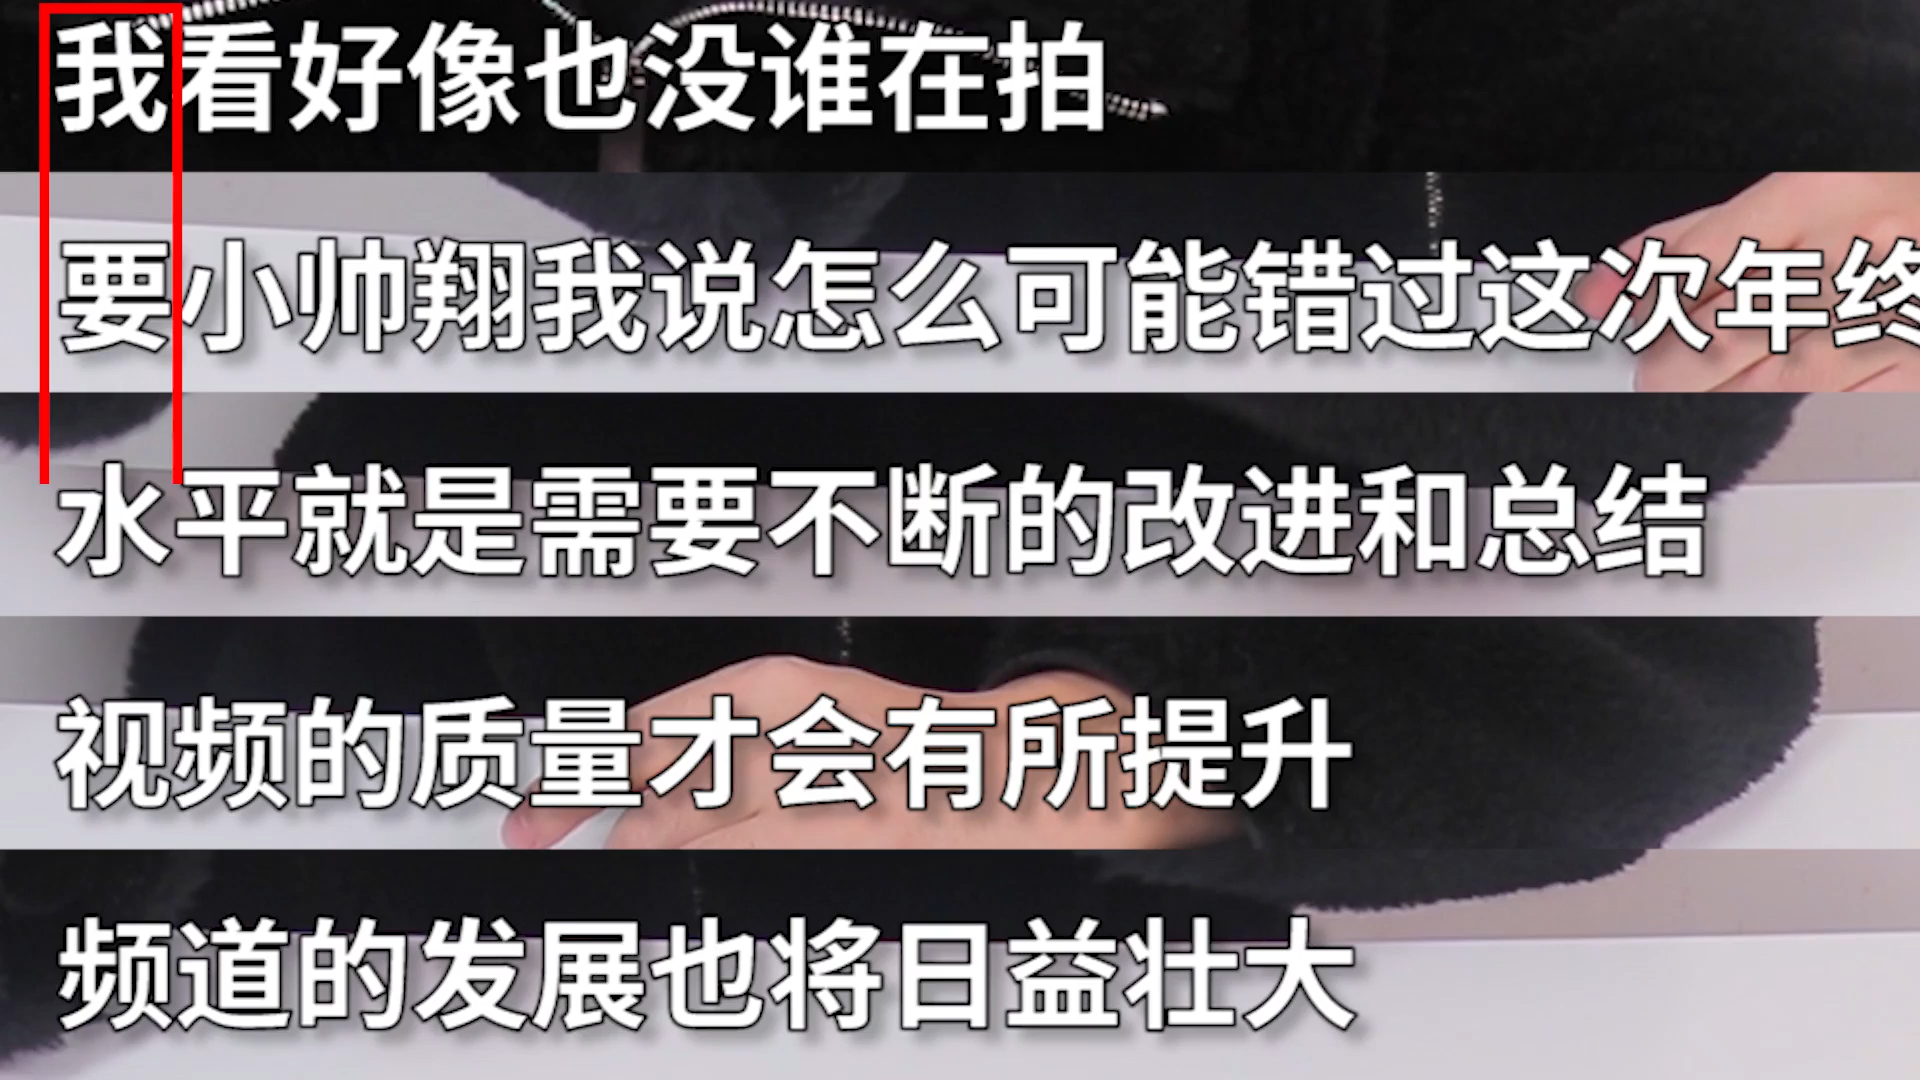 我看好像也没谁在拍
要小帅翔我说怎么可能错过这次年终
水平就是需要不断的改进和总结
视频的质量才会有所提升
频道的发展也将日益壮大